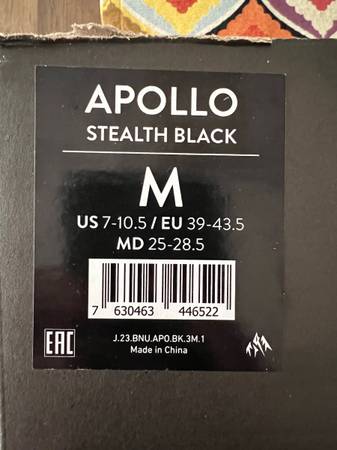 APOLLO
STEALTH BLACK
M
US 7-10.5 / EU 39-43.5
MD 25-28.5
7 630463 446522
J.23.BNU.APO.BK.3M.1
Made in China
EAC